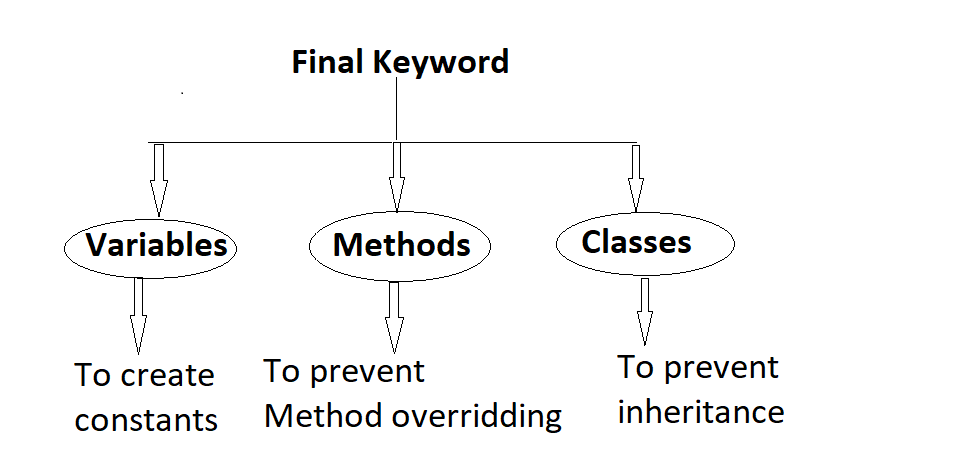 Final Keyword
Variables
Methods
Classes
To create
constants
To prevent
Method overridding
To prevent
inheritance